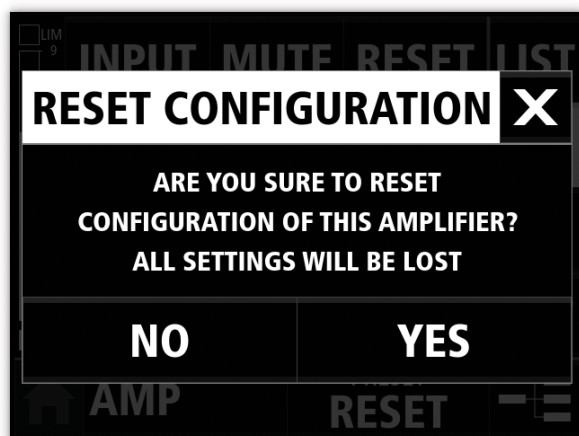 LIM
9
INPUT MUTE RESET LIST
RESET CONFIGURATION X
ARE YOU SURE TO RESET
CONFIGURATION OF THIS AMPLIFIER?
ALL SETTINGS WILL BE LOST
NO YES
AMP
PRESET
RESET